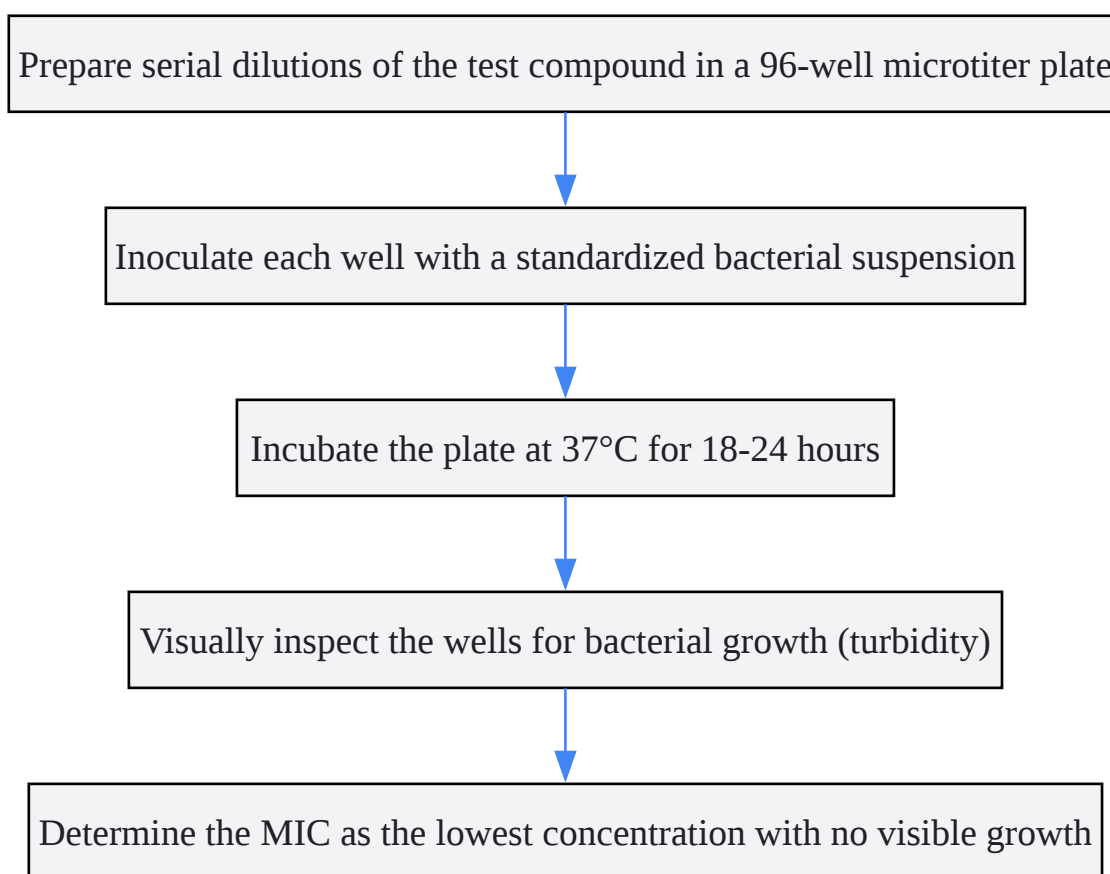 Prepare serial dilutions of the test compound in a 96-well microtiter plate
Inoculate each well with a standardized bacterial suspension
Incubate the plate at 37°C for 18-24 hours
Visually inspect the wells for bacterial growth (turbidity)
Determine the MIC as the lowest concentration with no visible growth